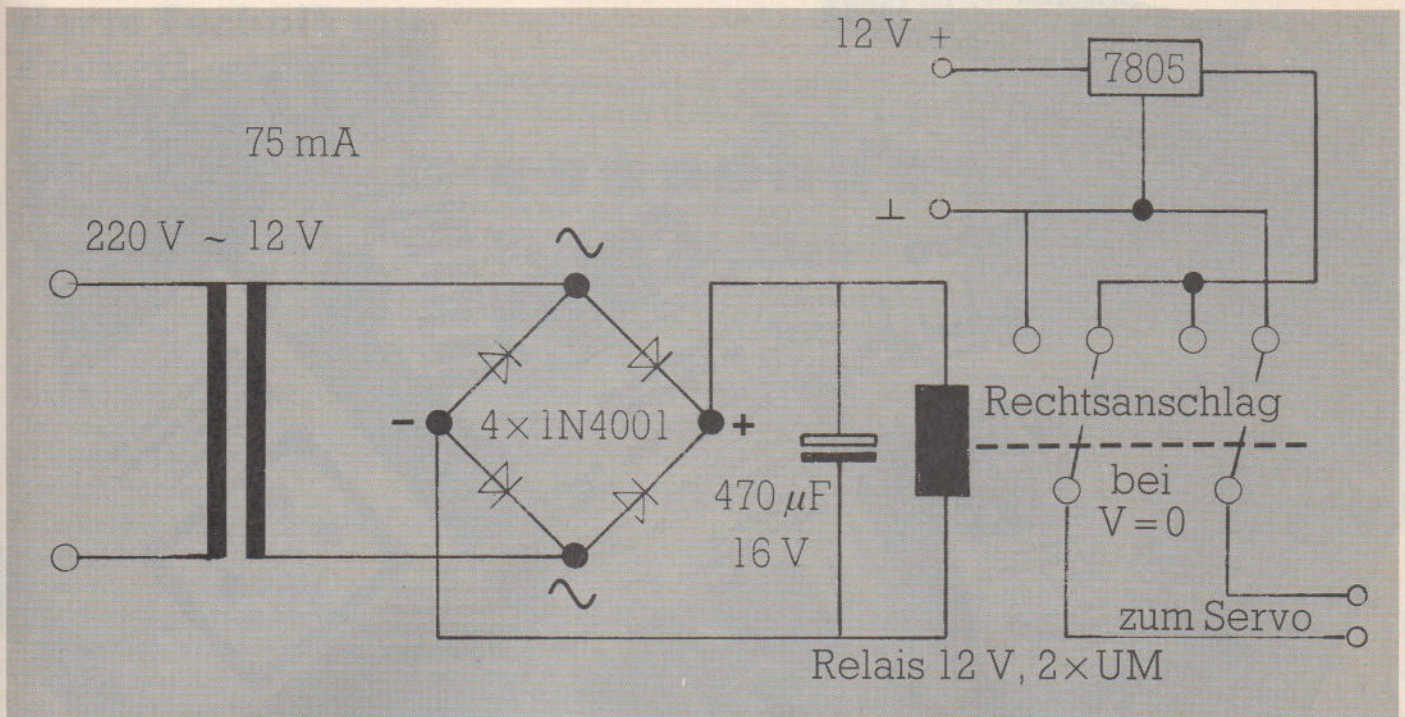 12 V +
7805
75 mA
⊥
220 V ~ 12 V
∼
Rechtsanschlag
- 4× 1N4001 +
470 µF
16 V
bei
V = 0
∼
zum Servo
Relais 12 V, 2× UM